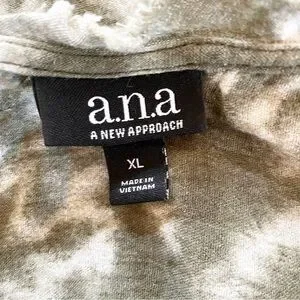 a.n.a
A NEW APPROACH
XL
MADE IN
VIETNAM